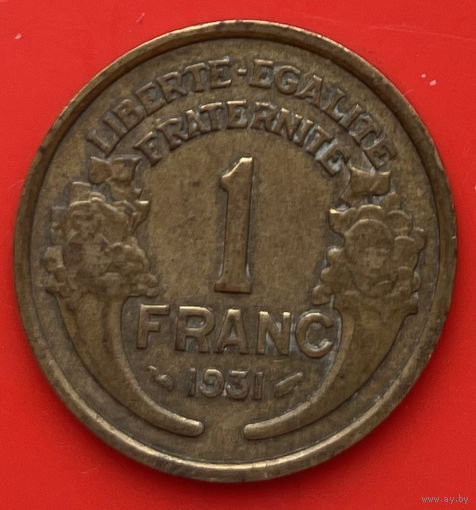 LIBERTE-EGALITE
FRATERNITE
1
FRANC
1931
www.ay.by